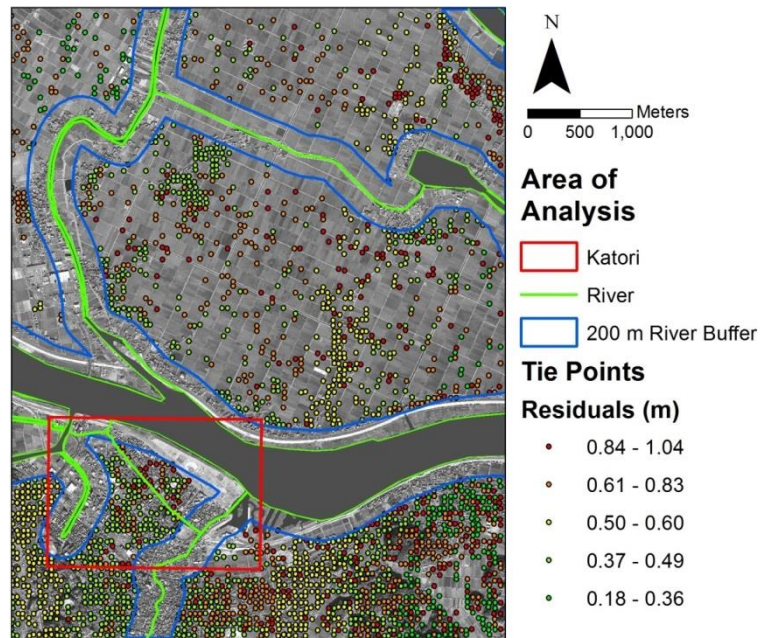 N
Meters
0 500 1,000
Area of
Analysis
Katori
River
200 m River Buffer
Tie Points
Residuals (m)
0.84 - 1.04
0.61 - 0.83
0.50 - 0.60
0.37 - 0.49
0.18 - 0.36